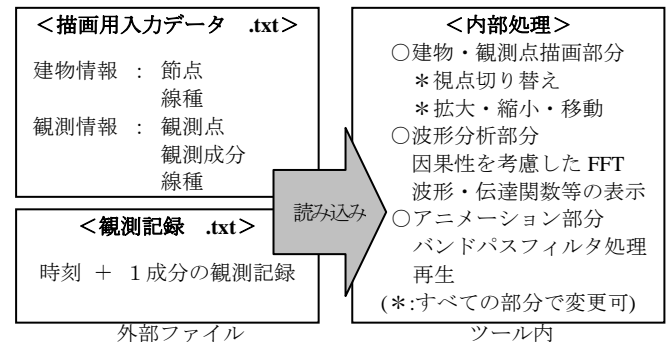 ＜描画用入力データ .txt＞
建物情報 : 節点
線種
観測情報 : 観測点
観測成分
線種
＜観測記録 .txt＞
時刻 ＋ １成分の観測記録
外部ファイル
読み込み
＜内部処理＞
○建物・観測点描画部分
＊視点切り替え
＊拡大・縮小・移動
○波形分析部分
因果性を考慮した FFT
波形・伝達関数等の表示
○アニメーション部分
バンドパスフィルタ処理
再生
(＊:すべての部分で変更可)
ツール内